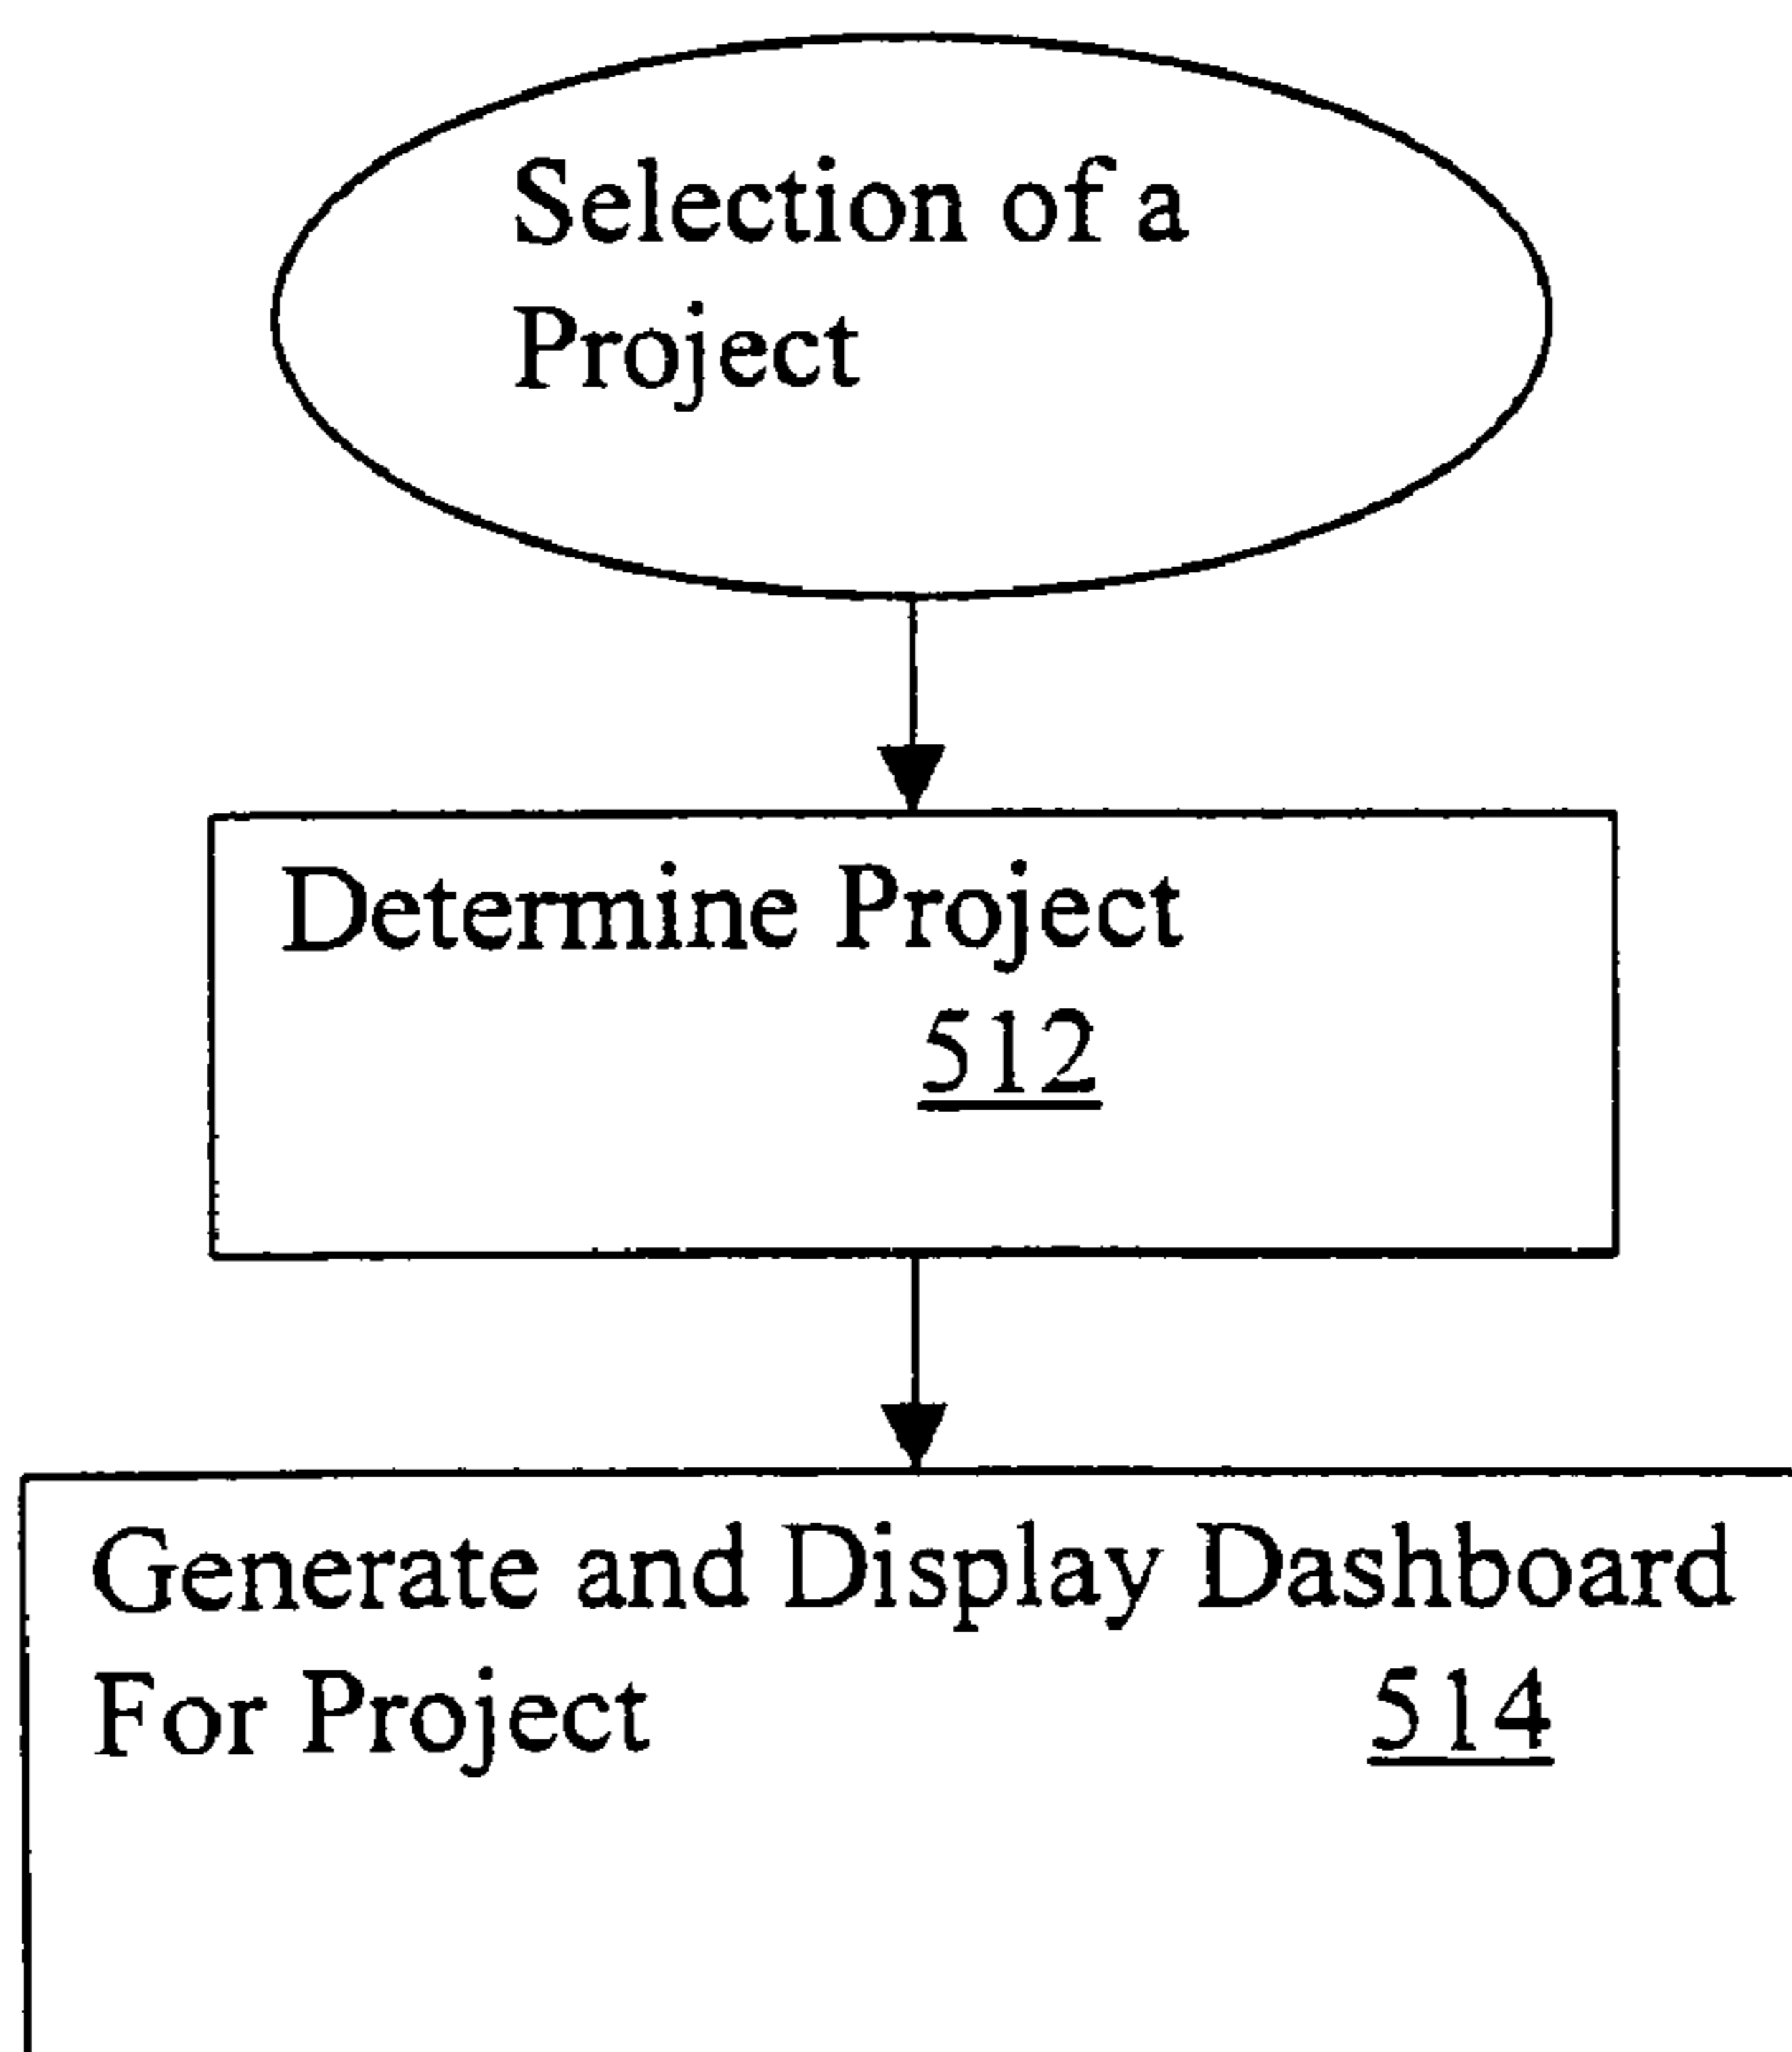 Selection of a
Project
Determine Project
512
Generate and Display Dashboard
For Project 514